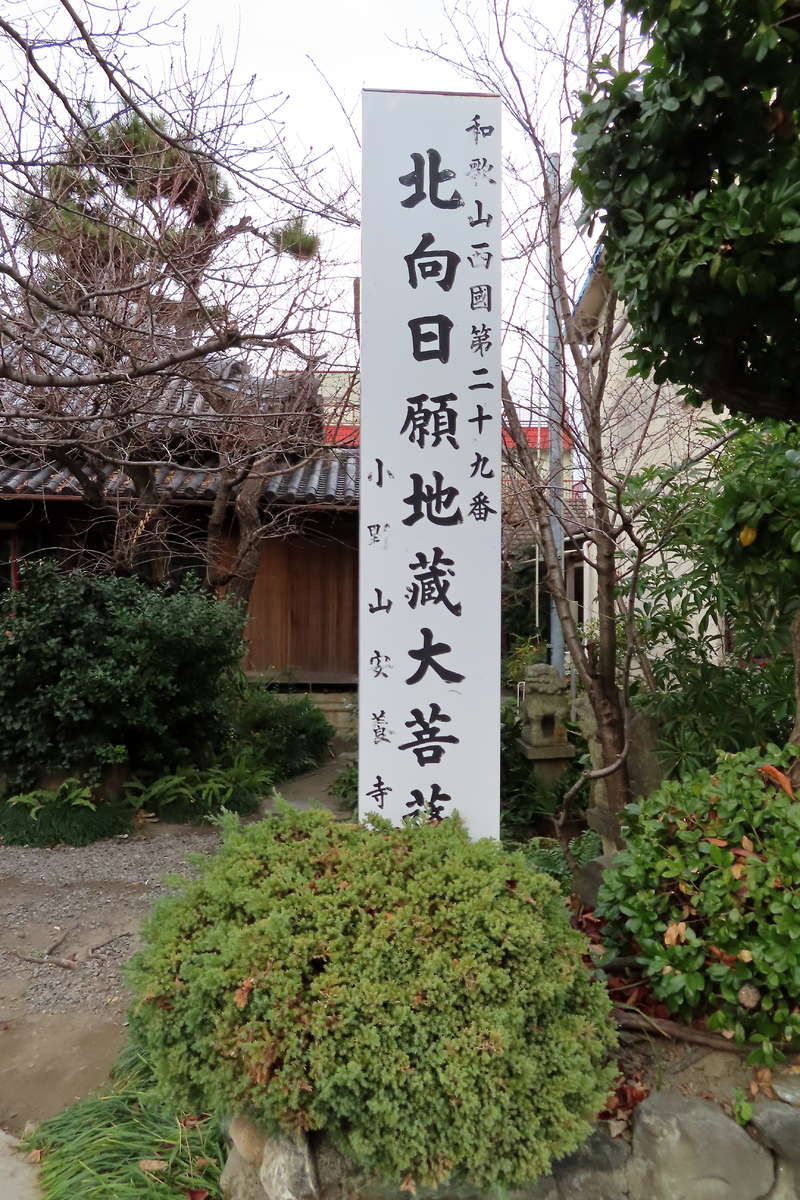 和歌山西國第二十九番
北向日願地藏大菩薩
小野山安養寺